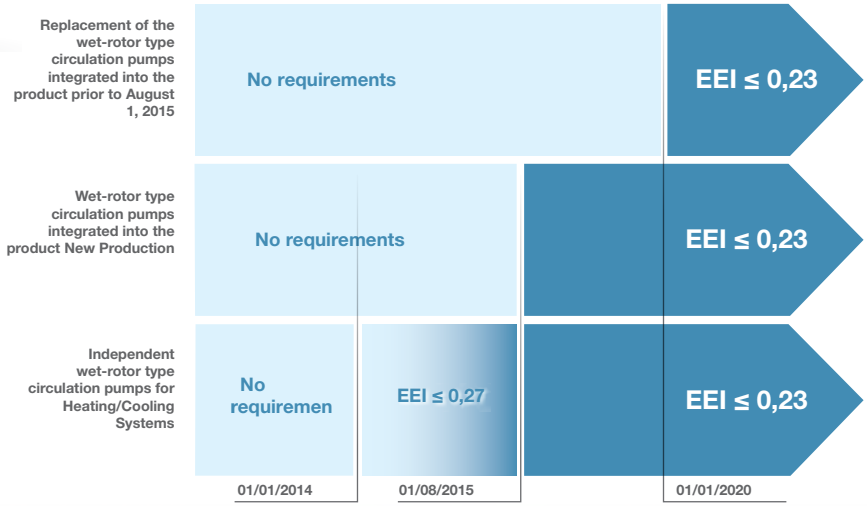 Replacement of the
wet-rotor type
circulation pumps
integrated into the
product prior to August
1, 2015
No requirements
EEI ≤ 0,23
Wet-rotor type
circulation pumps
integrated into the
product New Production
No requirements
EEI ≤ 0,23
Independent
wet-rotor type
circulation pumps for
Heating/Cooling
Systems
No
requiremen
EEI ≤ 0,27
EEI ≤ 0,23
01/01/2014
01/08/2015
01/01/2020